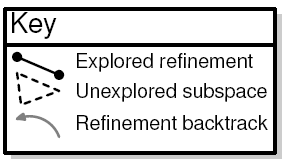 Key
Explored refinement
Unexplored subspace
Refinement backtrack